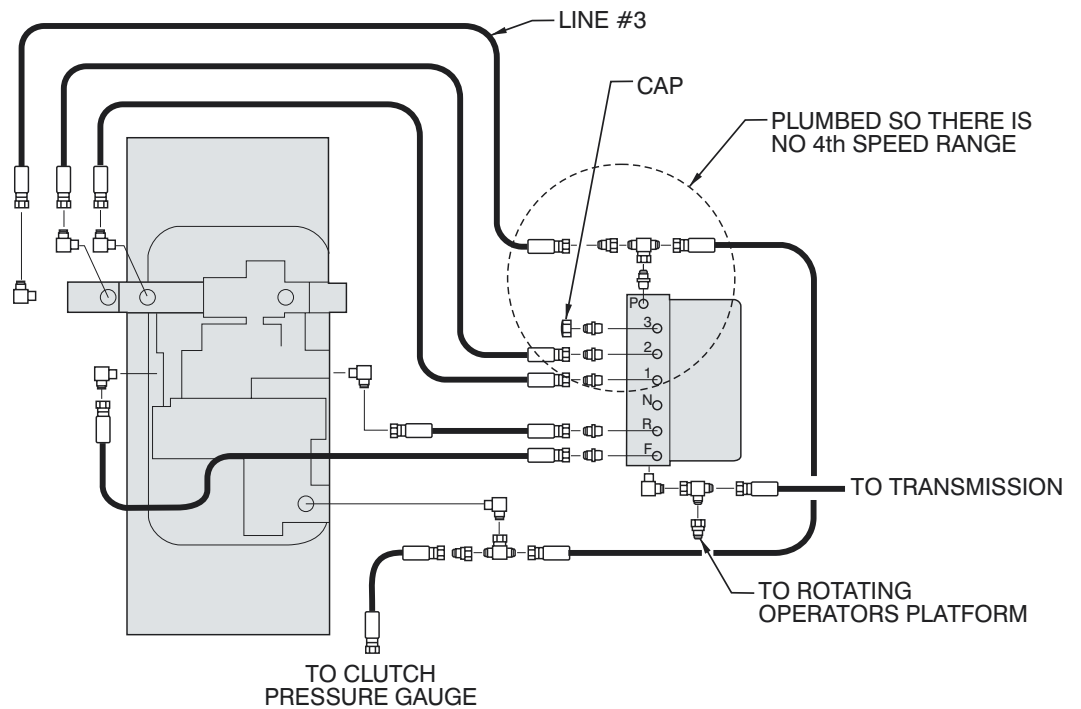 LINE #3
CAP
PLUMBED SO THERE IS
NO 4th SPEED RANGE
P
3
2
1
N
R
F
TO TRANSMISSION
TO ROTATING
OPERATORS PLATFORM
TO CLUTCH
PRESSURE GAUGE